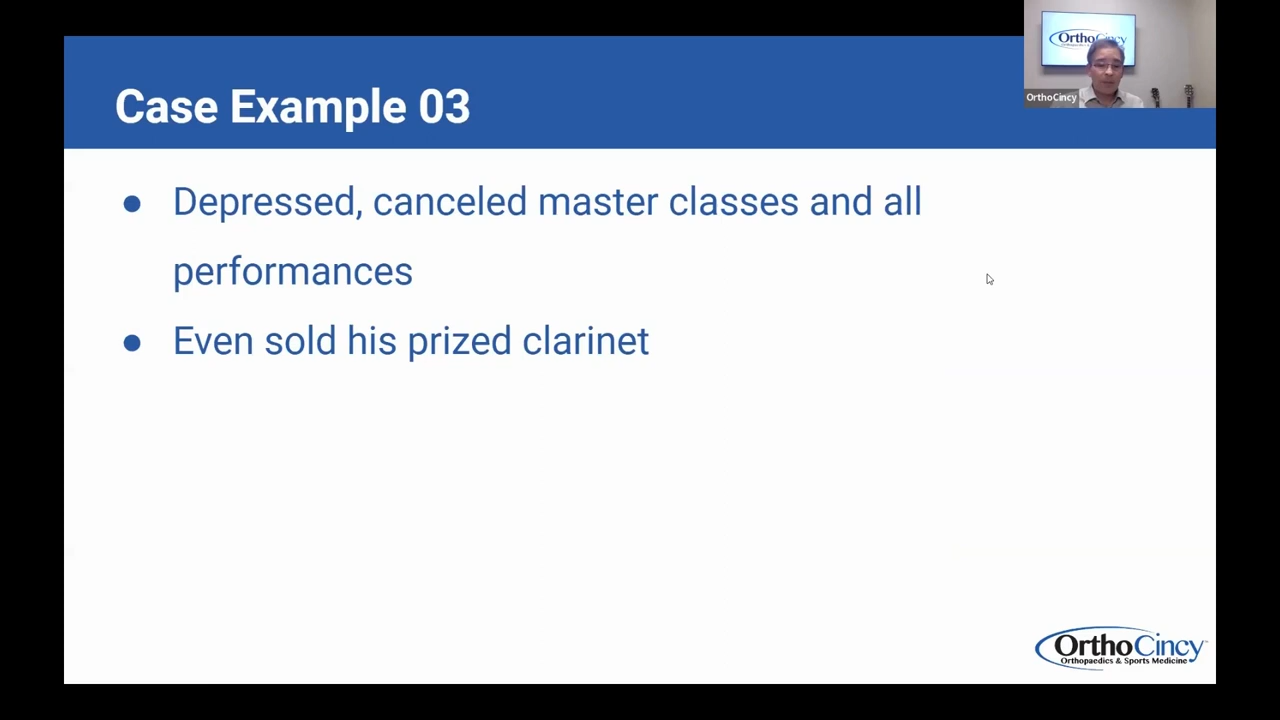 OrthoCincy
OrthoCincy
Case Example 03
● Depressed, canceled master classes and all
performances
● Even sold his prized clarinet
OrthoCincy
Orthopaedics & Sports Medicine